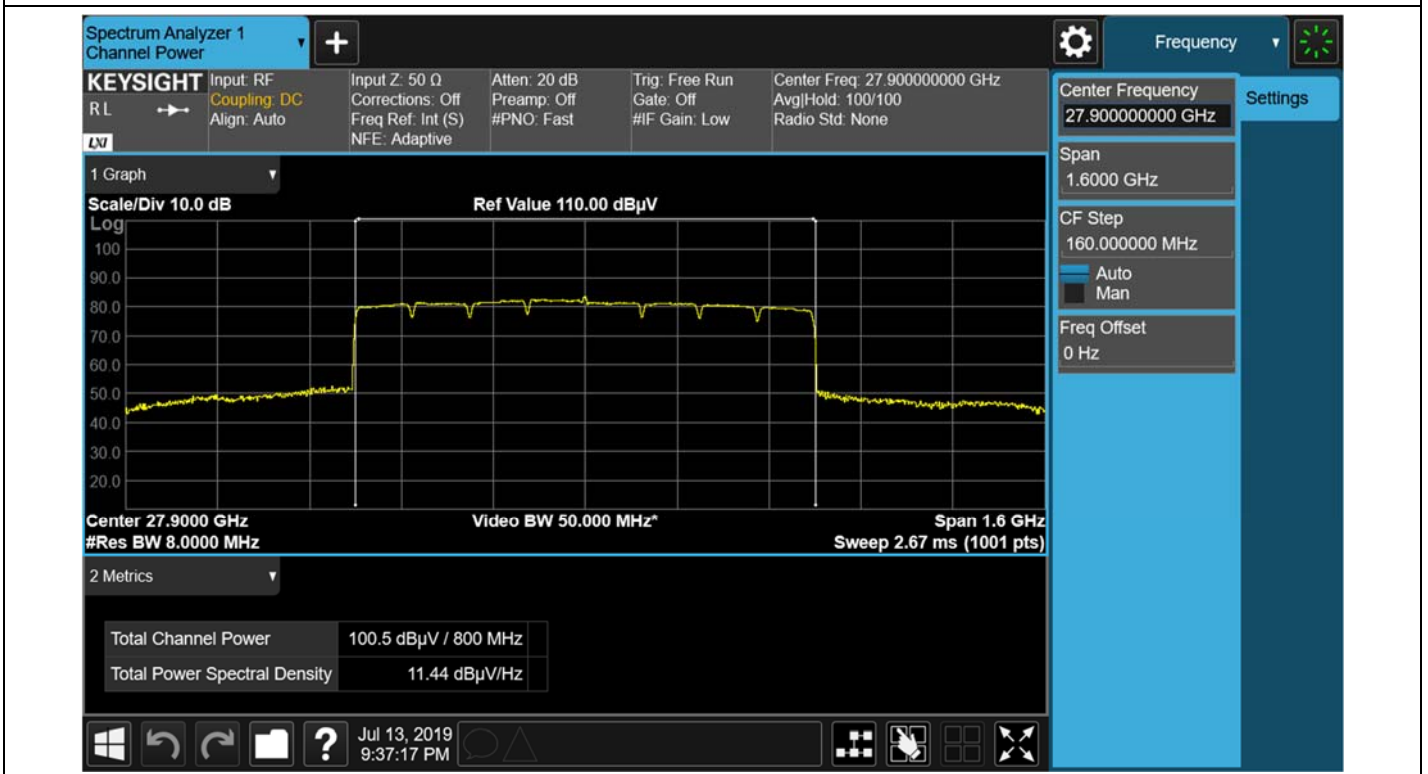 Spectrum Analyzer 1
Channel Power
+
Frequency
KEYSIGHT
RL
LXI
Input: RF
Coupling: DC
Align: Auto
Input Z: 50 Ω
Corrections: Off
Freq Ref: Int (S)
NFE: Adaptive
Atten: 20 dB
Preamp: Off
#PNO: Fast
Trig: Free Run
Gate: Off
#IF Gain: Low
Center Freq: 27.900000000 GHz
Avg|Hold: 100/100
Radio Std: None
Center Frequency
27.900000000 GHz
Settings
Span
1.6000 GHz
CF Step
160.000000 MHz
Auto
Man
Freq Offset
0 Hz
1 Graph
Scale/Div 10.0 dB
Ref Value 110.00 dBµV
Log
100
90.0
80.0
70.0
60.0
50.0
40.0
30.0
20.0
Center 27.9000 GHz
Video BW 50.000 MHz*
Span 1.6 GHz
#Res BW 8.0000 MHz
Sweep 2.67 ms (1001 pts)
2 Metrics
Total Channel Power 100.5 dBµV / 800 MHz
Total Power Spectral Density 11.44 dBµV/Hz
?
Jul 13, 2019
9:37:17 PM